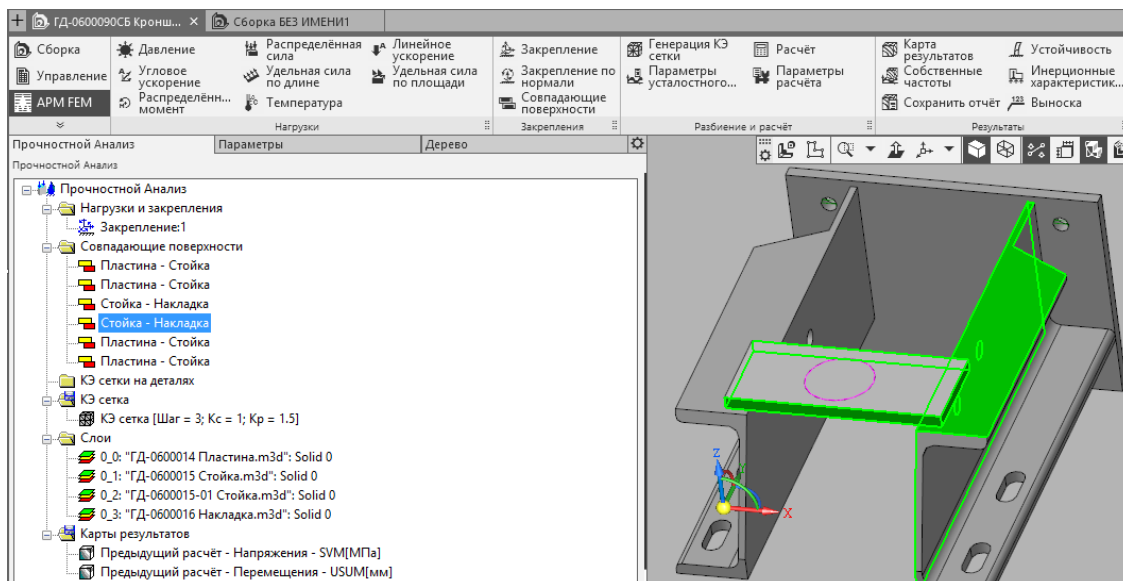 ГД-0600090СБ Кронш... ×
Сборка БЕЗ ИМЕНИ1
Сборка
Управление
APM FEM
Давление
Угловое
ускорение
Распределённ...
момент
Распределённая
сила
Удельная сила
по длине
Температура
Линейное
ускорение
Удельная сила
по площади
Нагрузки
Закрепление
Закрепление по
нормали
Совпадающие
поверхности
Закрепления
Генерация КЭ
сетки
Параметры
усталостного...
Расчёт
Параметры
расчёта
Разбиение и расчёт
Карта
результатов
Собственные
частоты
Сохранить отчёт
Устойчивость
Инерционные
характеристик...
Выноска
Результаты
Прочностной Анализ
Параметры
Дерево
Прочностной Анализ
Прочностной Анализ
Нагрузки и закрепления
Закрепление:1
Совпадающие поверхности
Пластина - Стойка
Пластина - Стойка
Стойка - Накладка
Стойка - Накладка
Пластина - Стойка
Пластина - Стойка
КЭ сетки на деталях
КЭ сетка
КЭ сетка [Шаг = 3; Kc = 1; Kp = 1.5]
Слои
0_0: "ГД-0600014 Пластина.m3d": Solid 0
0_1: "ГД-0600015 Стойка.m3d": Solid 0
0_2: "ГД-0600015-01 Стойка.m3d": Solid 0
0_3: "ГД-0600016 Накладка.m3d": Solid 0
Карты результатов
Предыдущий расчёт - Напряжения - SVM[МПа]
Предыдущий расчёт - Перемещения - USUM[мм]
Z
Y
X